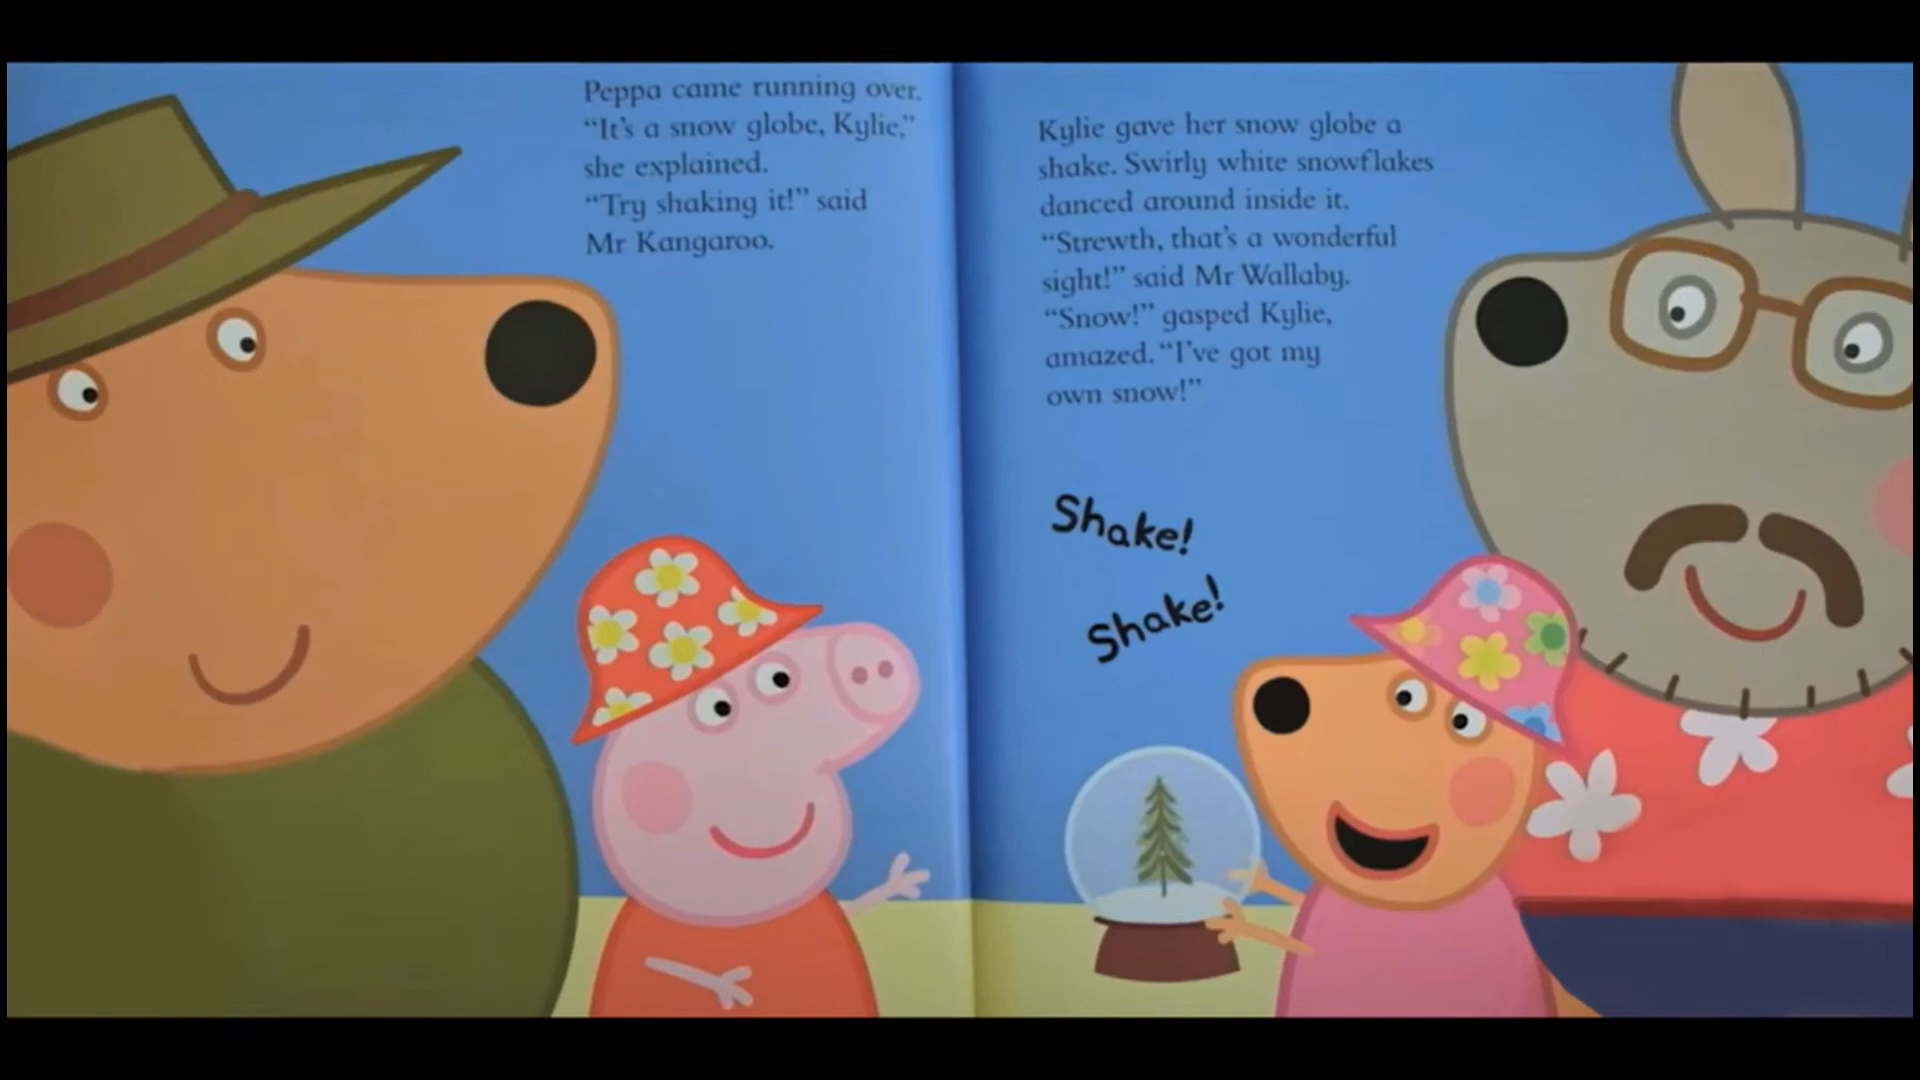 Peppa came running over.
“It’s a snow globe, Kylie,”
she explained.
“Try shaking it!” said
Mr Kangaroo.
Kylie gave her snow globe a
shake. Swirly white snowflakes
danced around inside it.
“Strewth, that’s a wonderful
sight!” said Mr Wallaby.
“Snow!” gasped Kylie,
amazed. “I’ve got my
own snow!”
Shake!
Shake!